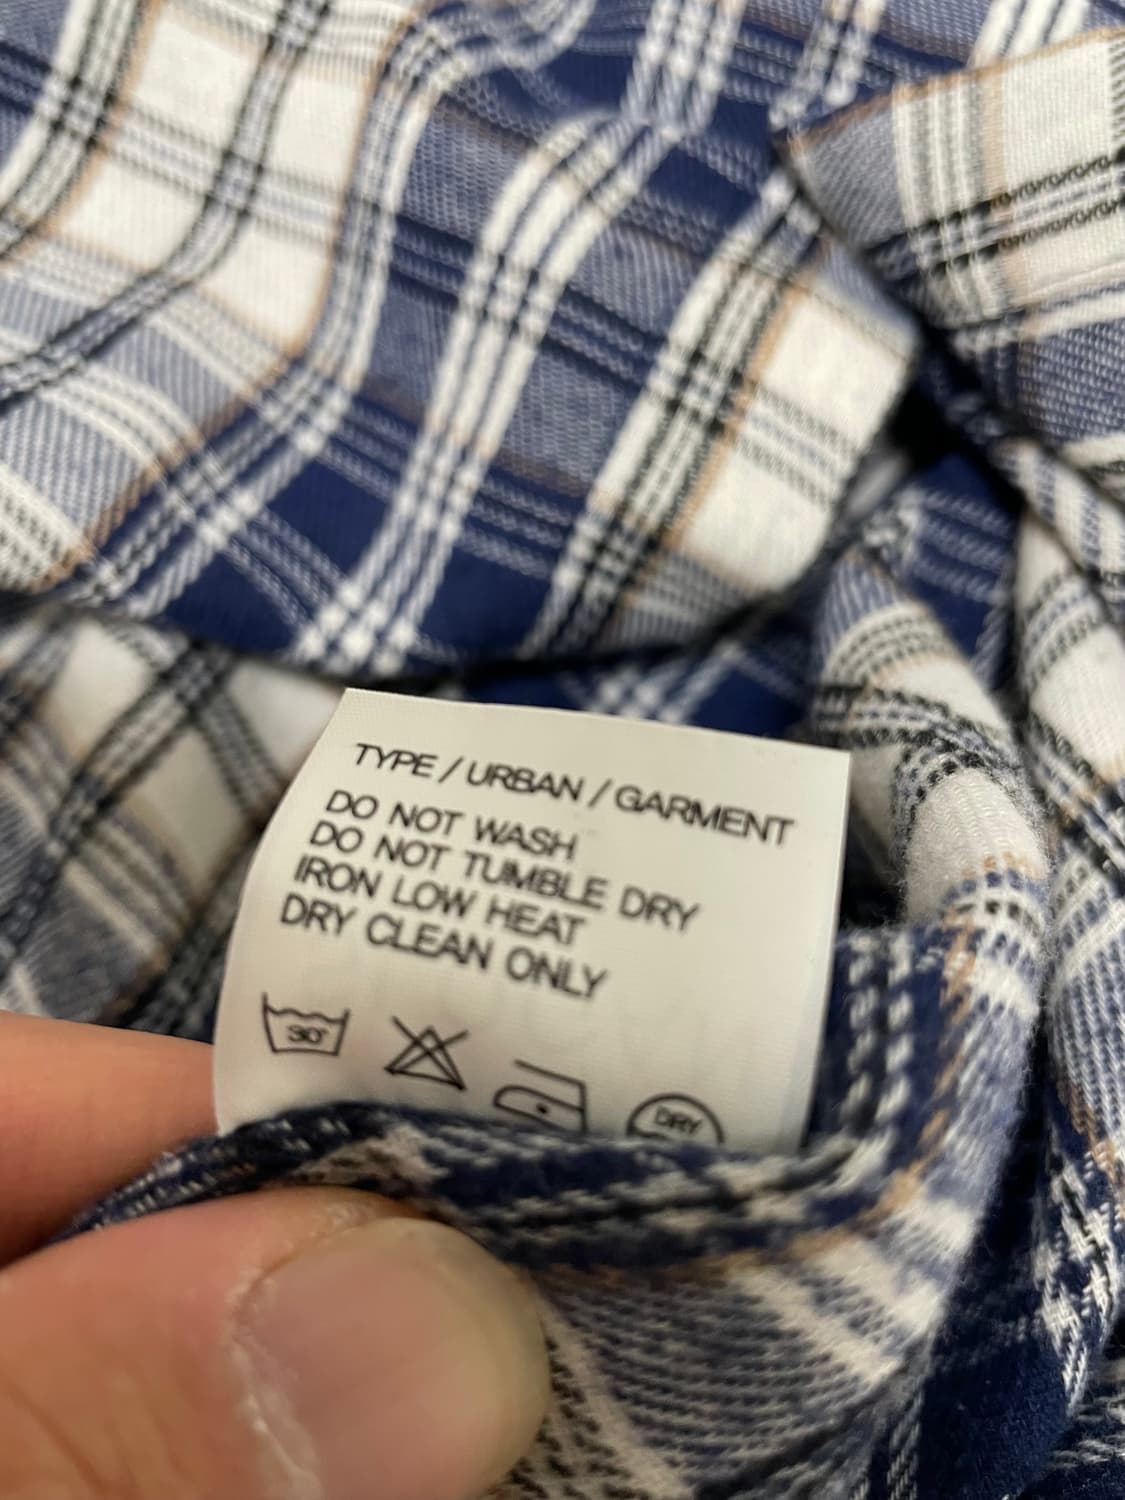 TYPE / URBAN / GARMENT
DO NOT WASH
DO NOT TUMBLE DRY
IRON LOW HEAT
DRY CLEAN ONLY
30° DRY